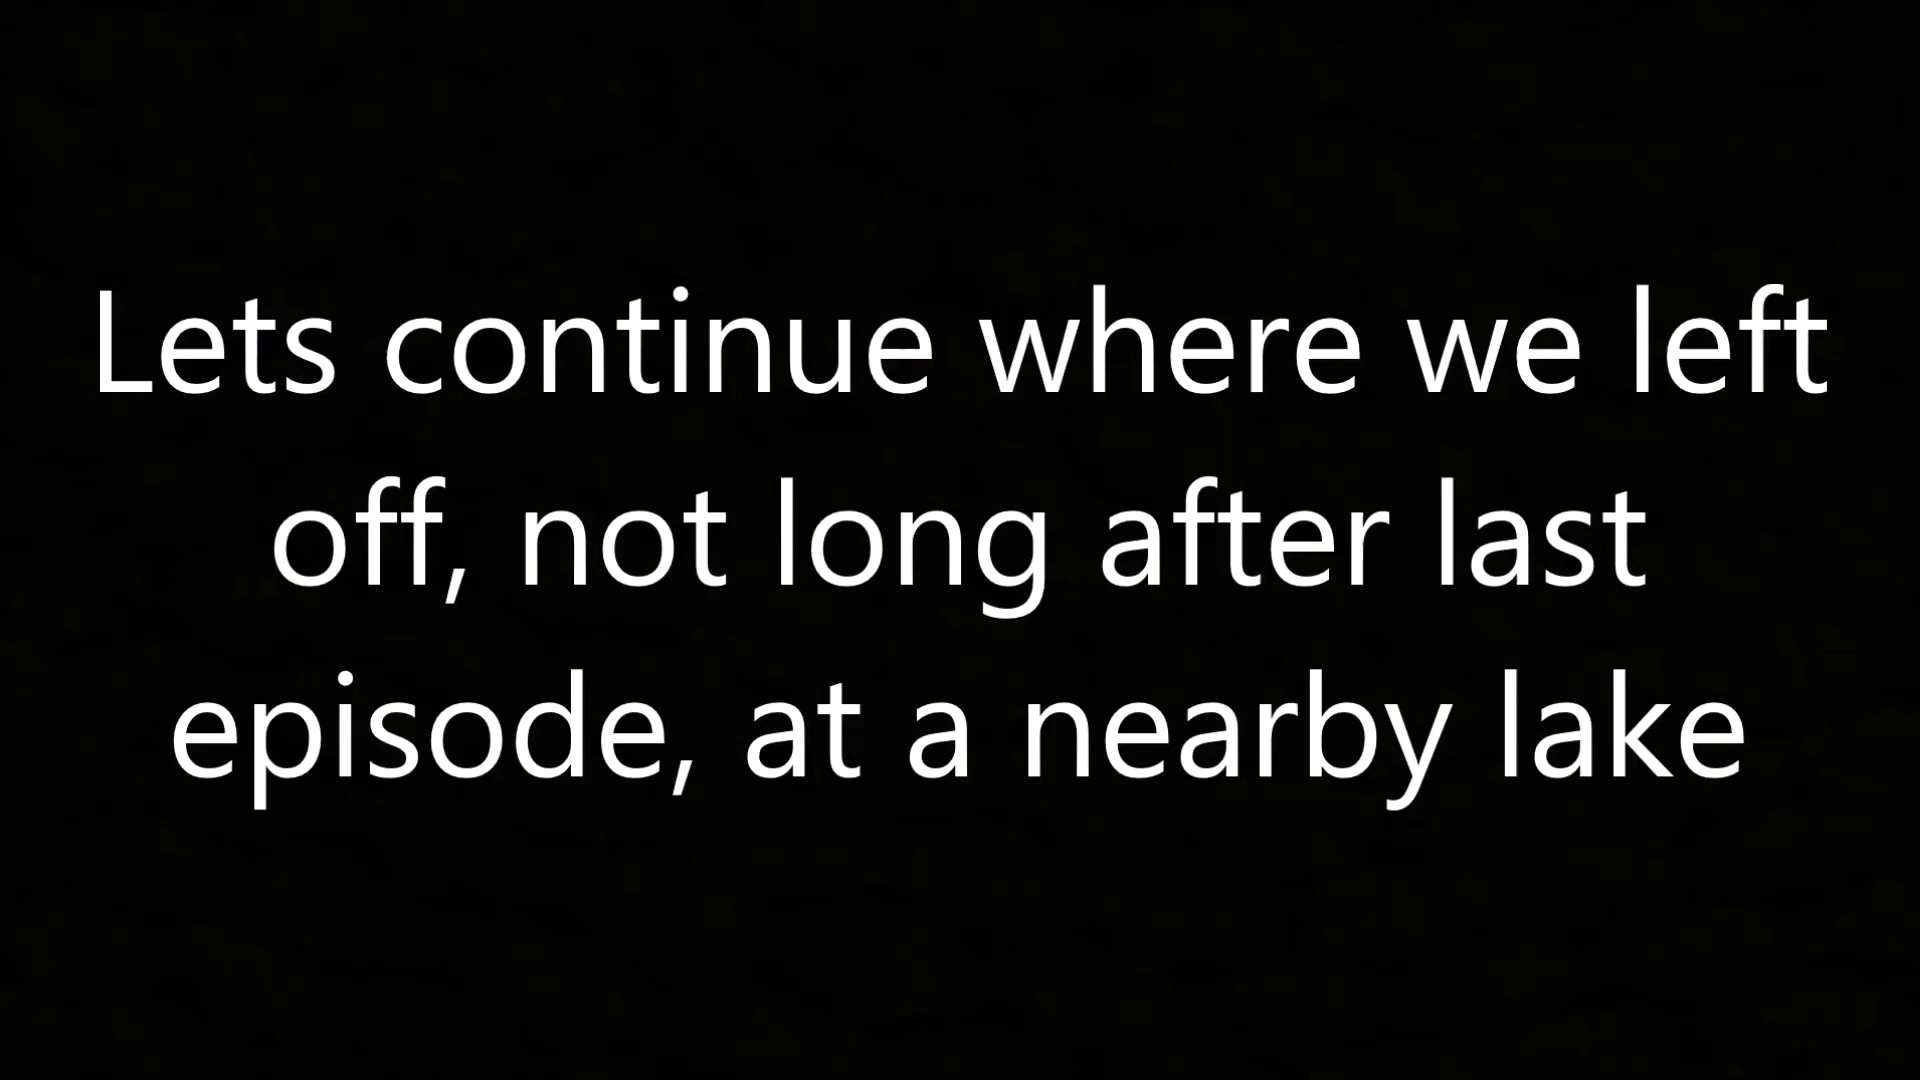 Lets continue where we left
off, not long after last
episode, at a nearby lake